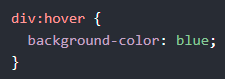 div:hover {
  background-color: blue;
}